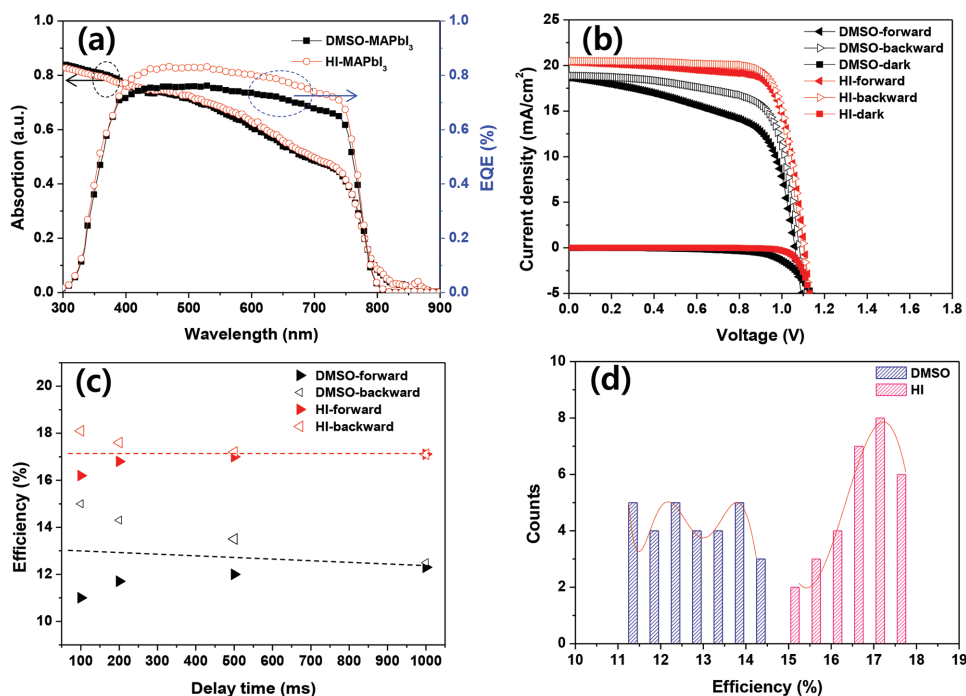 (a)
DMSO-MAPbI3
HI-MAPbI3
1.0
0.8
0.6
0.4
0.2
0.0
Absortion (a.u.)
1.0
0.8
0.6
0.4
0.2
0.0
EQE (%)
300 400 500 600 700 800 900
Wavelength (nm)
(b)
DMSO-forward
DMSO-backward
DMSO-dark
HI-forward
HI-backward
HI-dark
25
20
15
10
5
0
-5
Current density (mA/cm2)
0.0 0.2 0.4 0.6 0.8 1.0 1.2 1.4 1.6 1.8
Voltage (V)
(c)
DMSO-forward
DMSO-backward
HI-forward
HI-backward
21
20
18
16
14
12
10
Efficiency (%)
100 200 300 400 500 600 700 800 900 1000
Delay time (ms)
(d)
DMSO
HI
10
8
6
4
2
0
Counts
10 11 12 13 14 15 16 17 18 19
Efficiency (%)